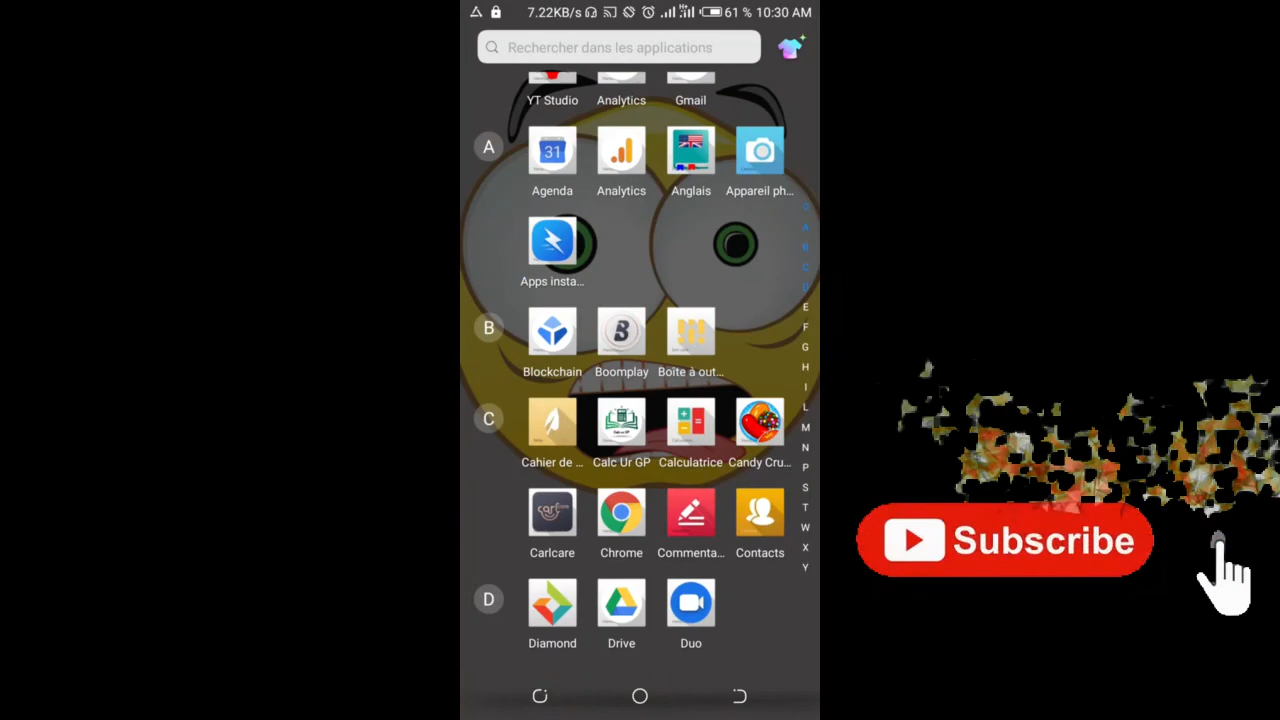 7.22KB/s 61 % 10:30 AM
Rechercher dans les applications
YT Studio Analytics Gmail
A
31
Agenda Analytics Anglais Appareil ph...
Apps insta...
B
B
Blockchain Boomplay Boîte à out...
C
Cahier de ... Calc Ur GP Calculatrice Candy Cru...
Carlcare Chrome Commenta... Contacts
D
Diamond Drive Duo
A
B
C
D
E
F
G
H
I
L
M
N
P
S
T
W
X
Y
Subscribe